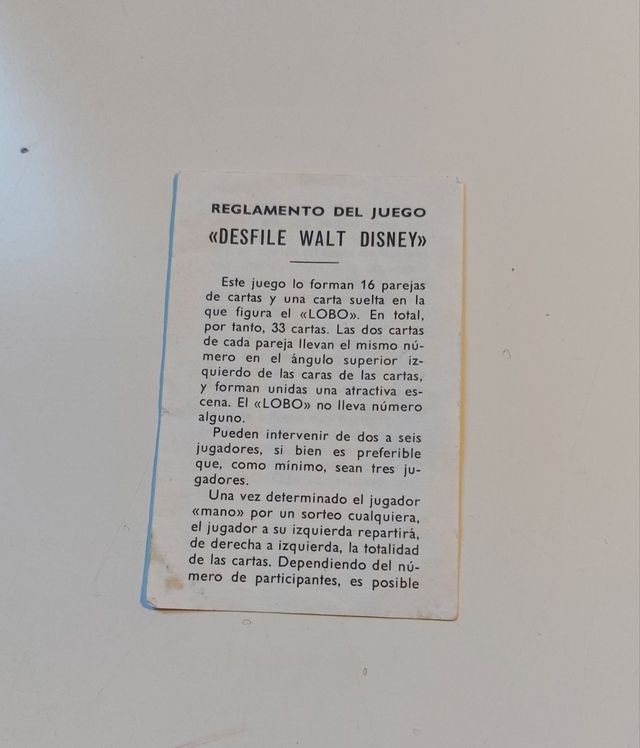 REGLAMENTO DEL JUEGO
«DESFILE WALT DISNEY»
Este juego lo forman 16 parejas
de cartas y una carta suelta en la
que figura el «LOBO». En total,
por tanto, 33 cartas. Las dos cartas
de cada pareja llevan el mismo nú-
mero en el ángulo superior iz-
quierdo de las caras de las cartas,
y forman unidas una atractiva es-
cena. El «LOBO» no lleva número
alguno.
Pueden intervenir de dos a seis
jugadores, si bien es preferible
que, como mínimo, sean tres ju-
gadores.
Una vez determinado el jugador
«mano» por un sorteo cualquiera,
el jugador a su izquierda repartirá,
de derecha a izquierda, la totalidad
de las cartas. Dependiendo del nú-
mero de participantes, es posible